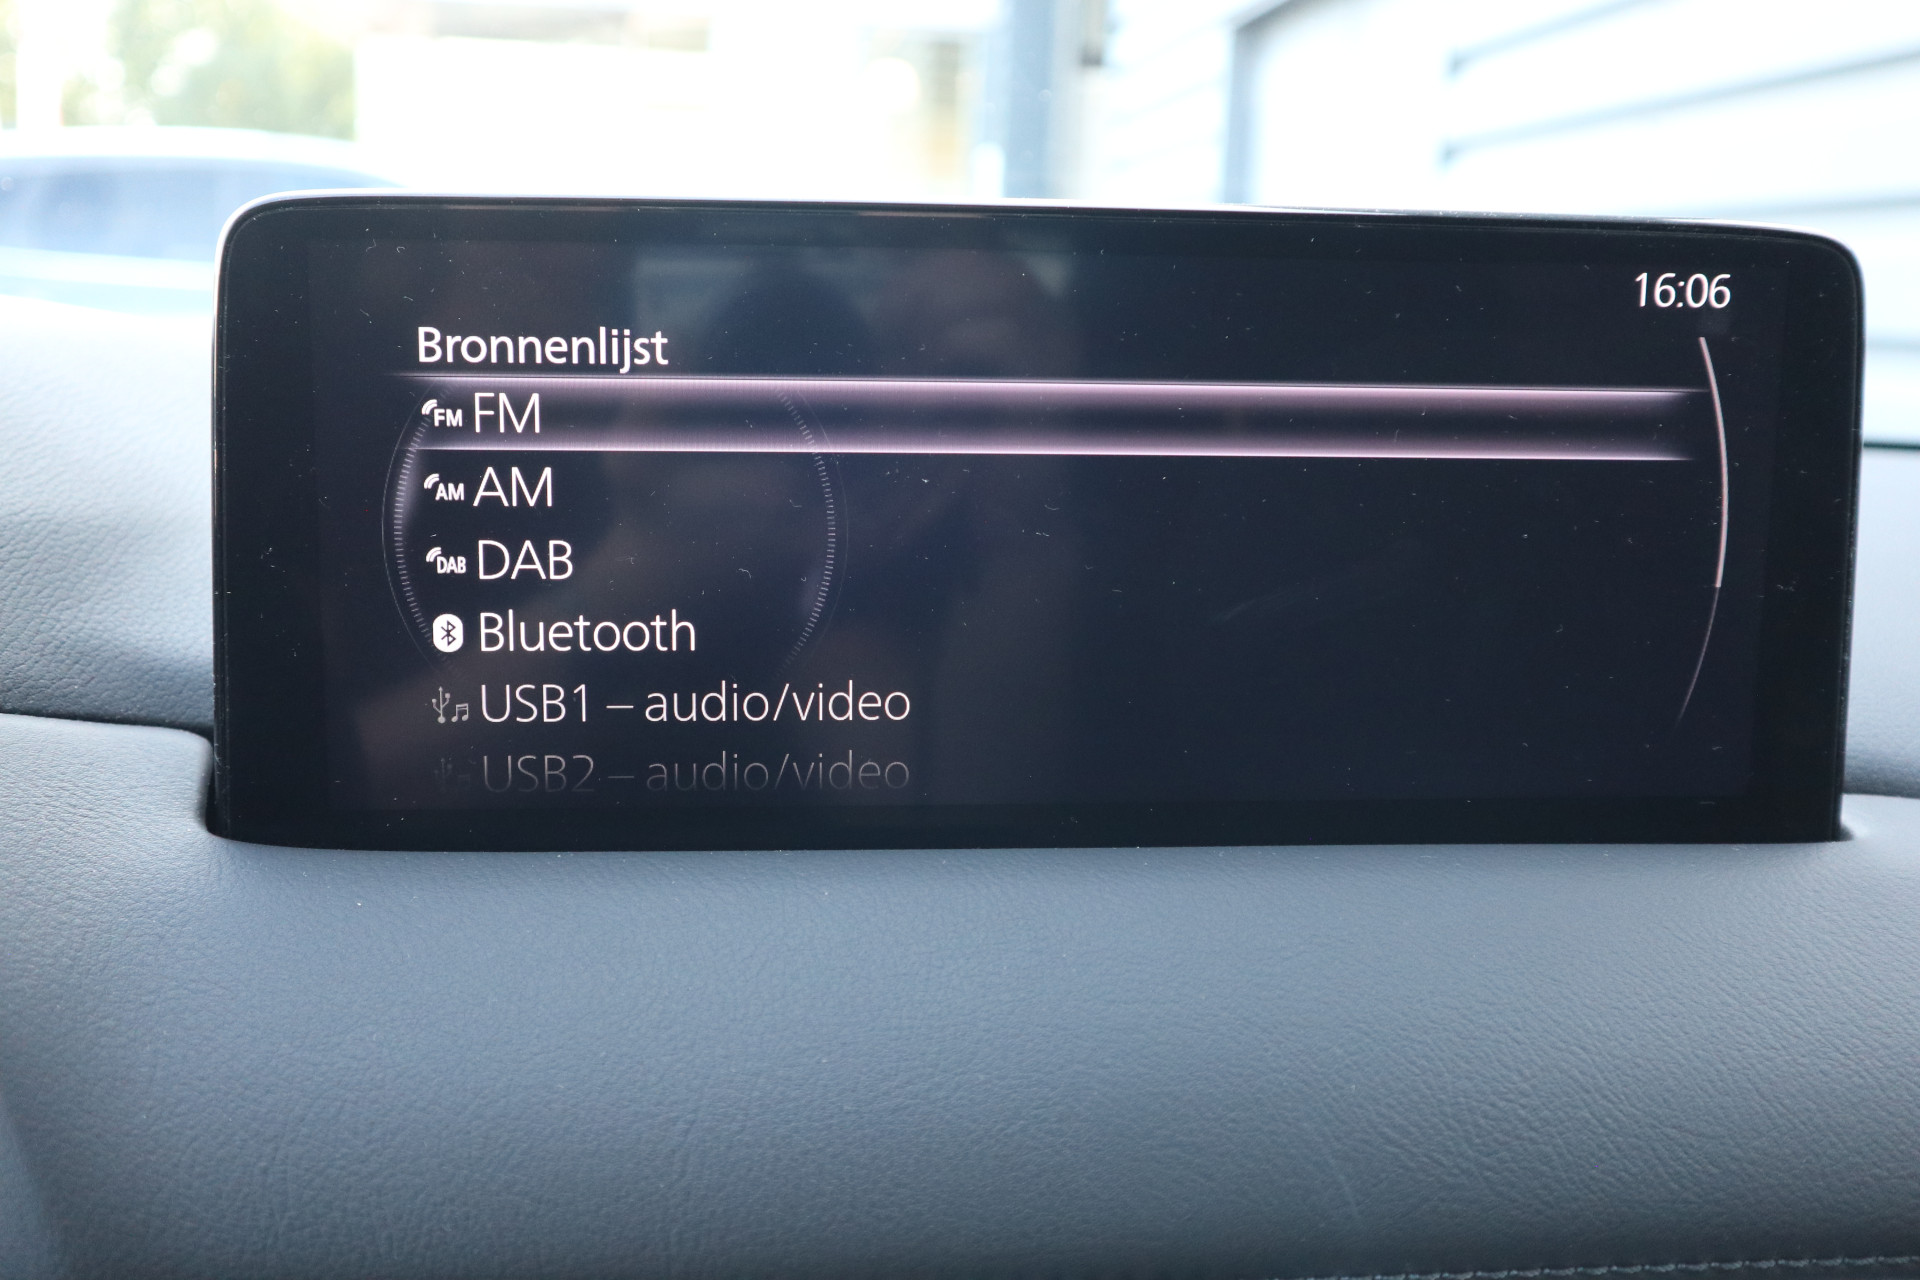 16:06
Bronnenlijst
FM FM
AM AM
DAB DAB
Bluetooth
USB1 – audio/video
USB2 – audio/video